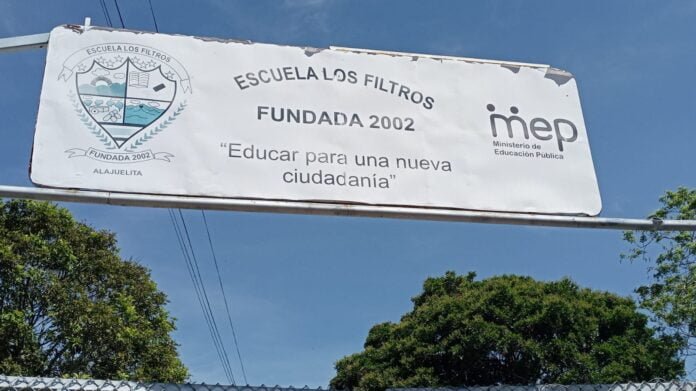 ESCUELA LOS FILTROS
FUNDADA 2002
ALAJUELITA
ESCUELA LOS FILTROS
FUNDADA 2002
“Educar para una nueva
ciudadanía”
mep
Ministerio de
Educación Pública